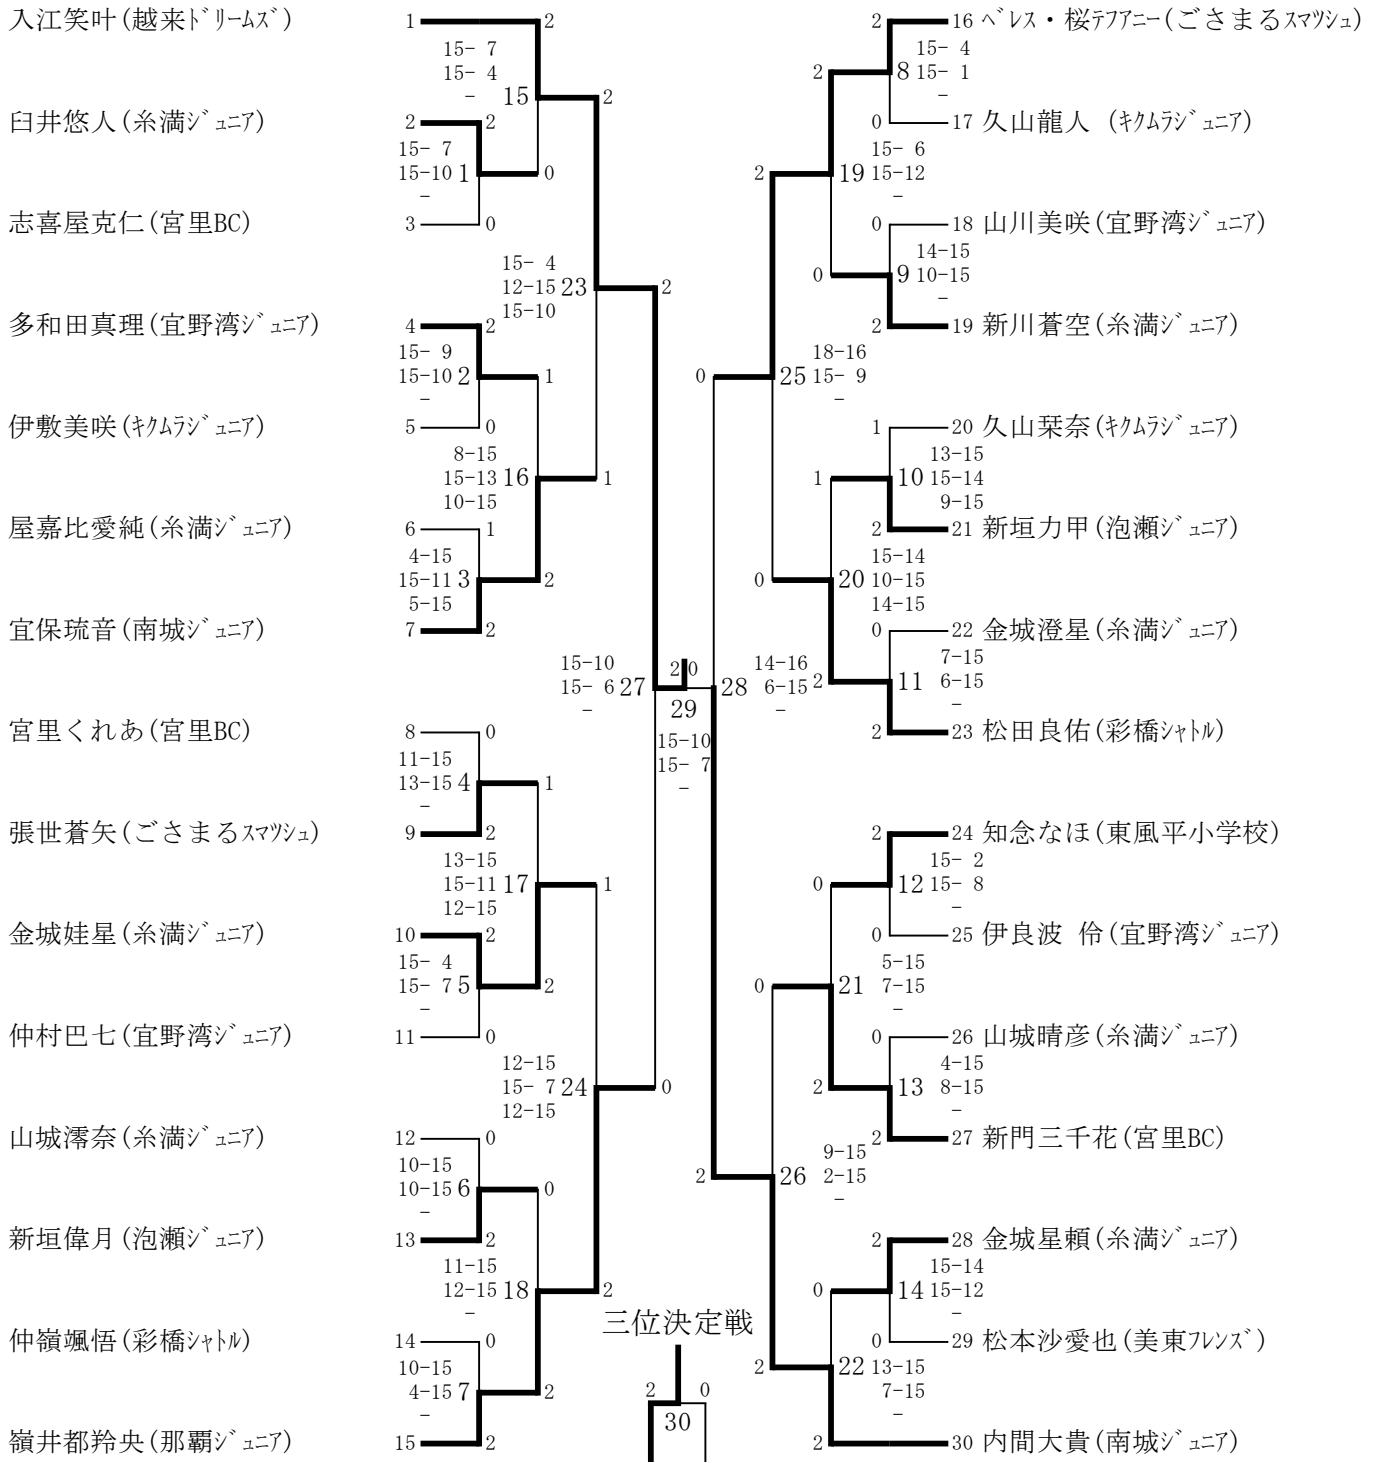 入江笑叶(越来ﾄﾞﾘｰﾑｽﾞ) 1 2
15- 7
15- 4
- 15 2
臼井悠人(糸満ｼﾞｭﾆｱ) 2 2
15- 7
15-10 1 0
-
志喜屋克仁(宮里BC) 3 0
15- 4
12-15 23 2
15-10
多和田真理(宜野湾ｼﾞｭﾆｱ) 4 2
15- 9
15-10 2 1
-
伊敷美咲(ｷｸﾑﾗｼﾞｭﾆｱ) 5 0
8-15
15-13 16 1
10-15
屋嘉比愛純(糸満ｼﾞｭﾆｱ) 6 1
4-15
15-11 3 2
5-15
宜保琉音(南城ｼﾞｭﾆｱ) 7 2
15-10
15- 6 27
-
宮里くれあ(宮里BC) 8 0
11-15
13-15 4 1
-
張世蒼矢(ごさまるｽﾏﾂｼｭ) 9 2
13-15
15-11 17 1
12-15
金城娃星(糸満ｼﾞｭﾆｱ) 10 2
15- 4
15- 7 5 2
-
仲村巴七(宜野湾ｼﾞｭﾆｱ) 11 0
12-15
15- 7 24 0
12-15
山城澪奈(糸満ｼﾞｭﾆｱ) 12 0
10-15
10-15 6 0
-
新垣偉月(泡瀬ｼﾞｭﾆｱ) 13 2
11-15
12-15 18 2
-
仲嶺颯悟(彩橋ｼｬﾄﾙ) 14 0
10-15
4-15 7 2
-
嶺井都羚央(那覇ｼﾞｭﾆｱ) 15 2
2 0
29
15-10
15- 7
-
三位決定戦
2 0
30
2 16 ﾍﾞﾚｽ・桜ﾃﾌｱﾆｰ(ごさまるｽﾏﾂｼｭ)
15- 4
2 8 15- 1
-
0 17 久山龍人 (ｷｸﾑﾗｼﾞｭﾆｱ)
15- 6
2 19 15-12
-
0 18 山川美咲(宜野湾ｼﾞｭﾆｱ)
14-15
0 9 10-15
-
2 19 新川蒼空(糸満ｼﾞｭﾆｱ)
18-16
0 25 15- 9
-
1 20 久山栞奈(ｷｸﾑﾗｼﾞｭﾆｱ)
13-15
1 10 15-14
9-15
2 21 新垣力甲(泡瀬ｼﾞｭﾆｱ)
15-14
0 20 10-15
14-15
0 22 金城澄星(糸満ｼﾞｭﾆｱ)
7-15
2 11 6-15
-
2 23 松田良佑(彩橋ｼｬﾄﾙ)
14-16
28 6-15
-
2 24 知念なほ(東風平小学校)
15- 2
0 12 15- 8
-
0 25 伊良波 伶(宜野湾ｼﾞｭﾆｱ)
5-15
0 21 7-15
-
0 26 山城晴彦(糸満ｼﾞｭﾆｱ)
4-15
2 13 8-15
-
2 27 新門三千花(宮里BC)
9-15
2 26 2-15
-
2 28 金城星頼(糸満ｼﾞｭﾆｱ)
15-14
0 14 15-12
-
0 29 松本沙愛也(美東ﾌﾚﾝｽﾞ)
2 22 13-15
7-15
-
2 30 内間大貴(南城ｼﾞｭﾆｱ)